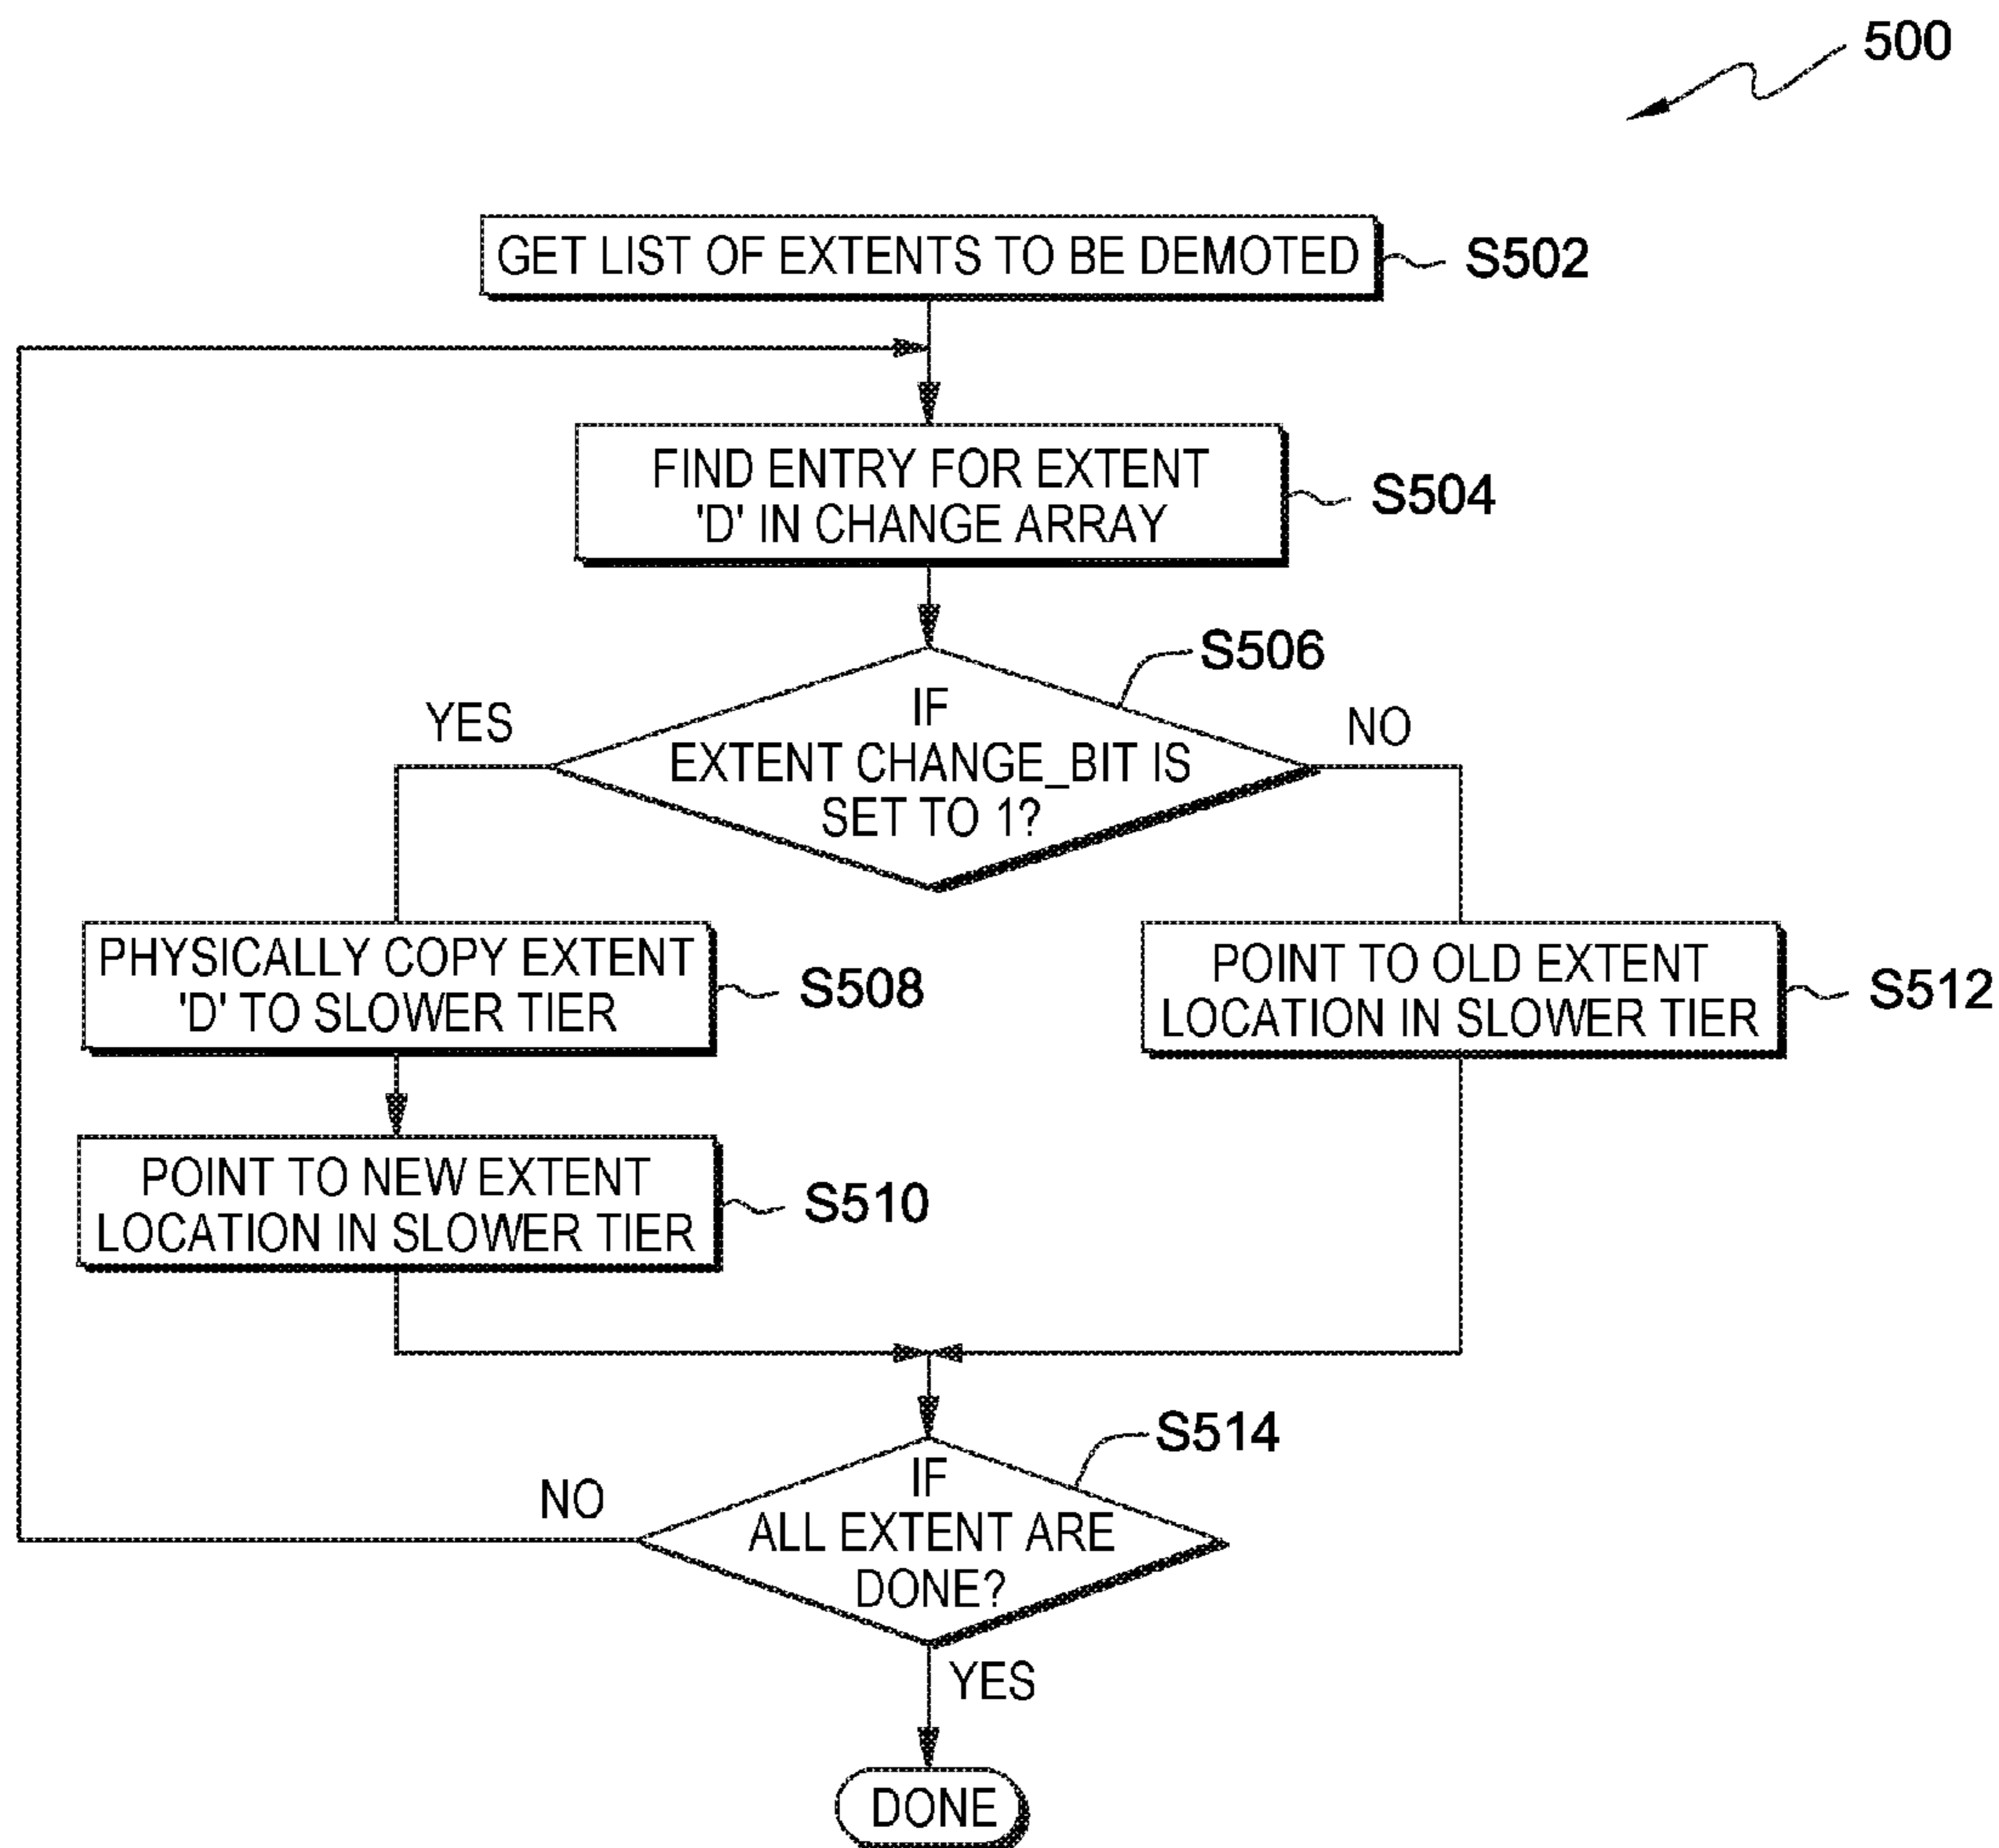 500
GET LIST OF EXTENTS TO BE DEMOTED
S502
FIND ENTRY FOR EXTENT
'D' IN CHANGE ARRAY
S504
S506
IF
EXTENT CHANGE_BIT IS
SET TO 1?
YES
NO
PHYSICALLY COPY EXTENT
'D' TO SLOWER TIER
S508
POINT TO OLD EXTENT
LOCATION IN SLOWER TIER
S512
POINT TO NEW EXTENT
LOCATION IN SLOWER TIER
S510
S514
IF
ALL EXTENT ARE
DONE?
NO
YES
DONE